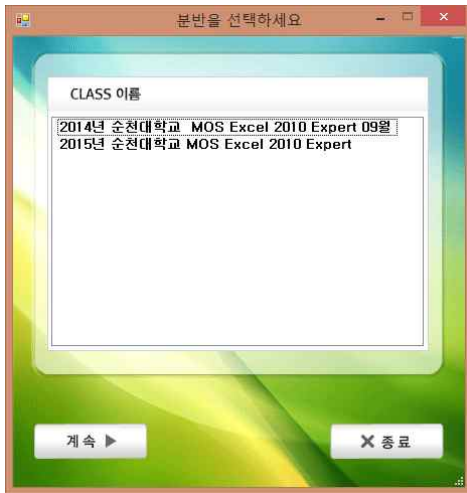 분반을 선택하세요
CLASS 이름
2014년 순천대학교  MOS Excel 2010 Expert 09월
2015년 순천대학교 MOS Excel 2010 Expert
계속 ▶
✕ 종료